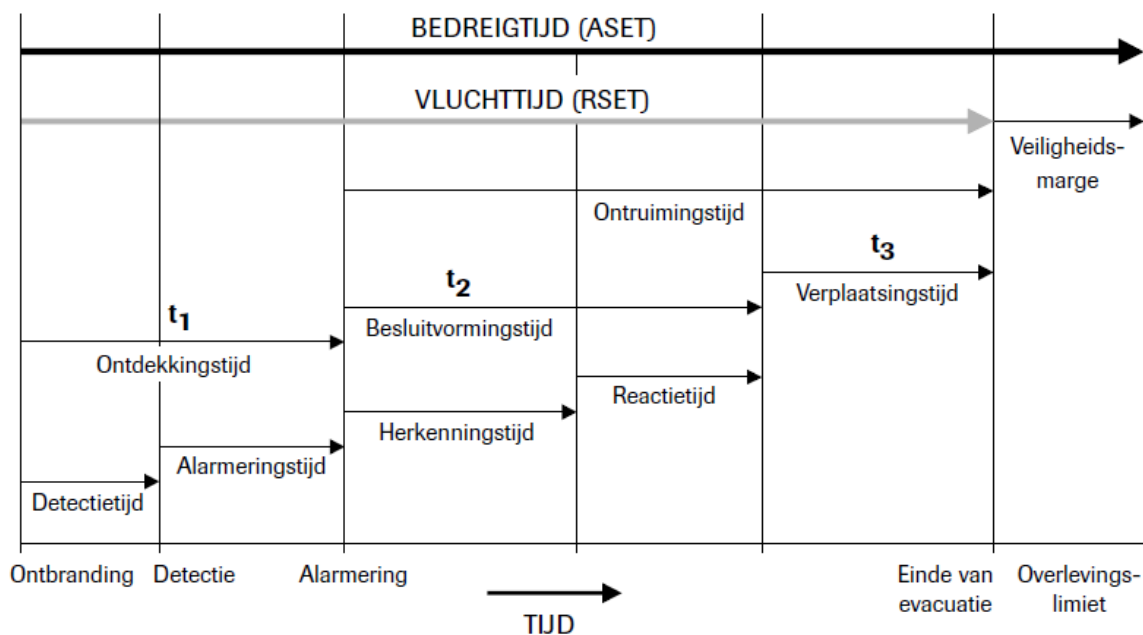 BEDREIGTIJD (ASET)
VLUCHTTIJD (RSET)
Veiligheids-
marge
Ontruimingstijd
t3
Verplaatsingstijd
t2
Besluitvormingstijd
t1
Ontdekkingstijd
Reactietijd
Herkenningstijd
Alarmeringstijd
Detectietijd
Ontbranding Detectie Alarmering Einde van Overlevings-
evacuatie limiet
TIJD